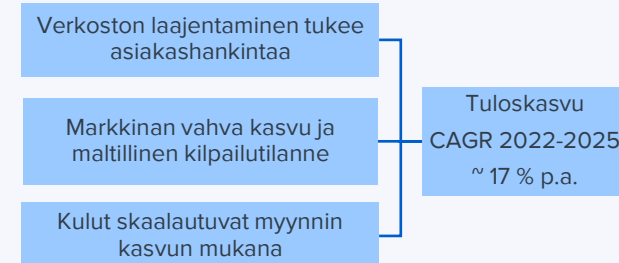 Verkoston laajentaminen tukee
asiakashankintaa
Markkinan vahva kasvu ja
maltillinen kilpailutilanne
Kulut skaalautuvat myynnin
kasvun mukana
Tuloskasvu
CAGR 2022-2025
~ 17 % p.a.